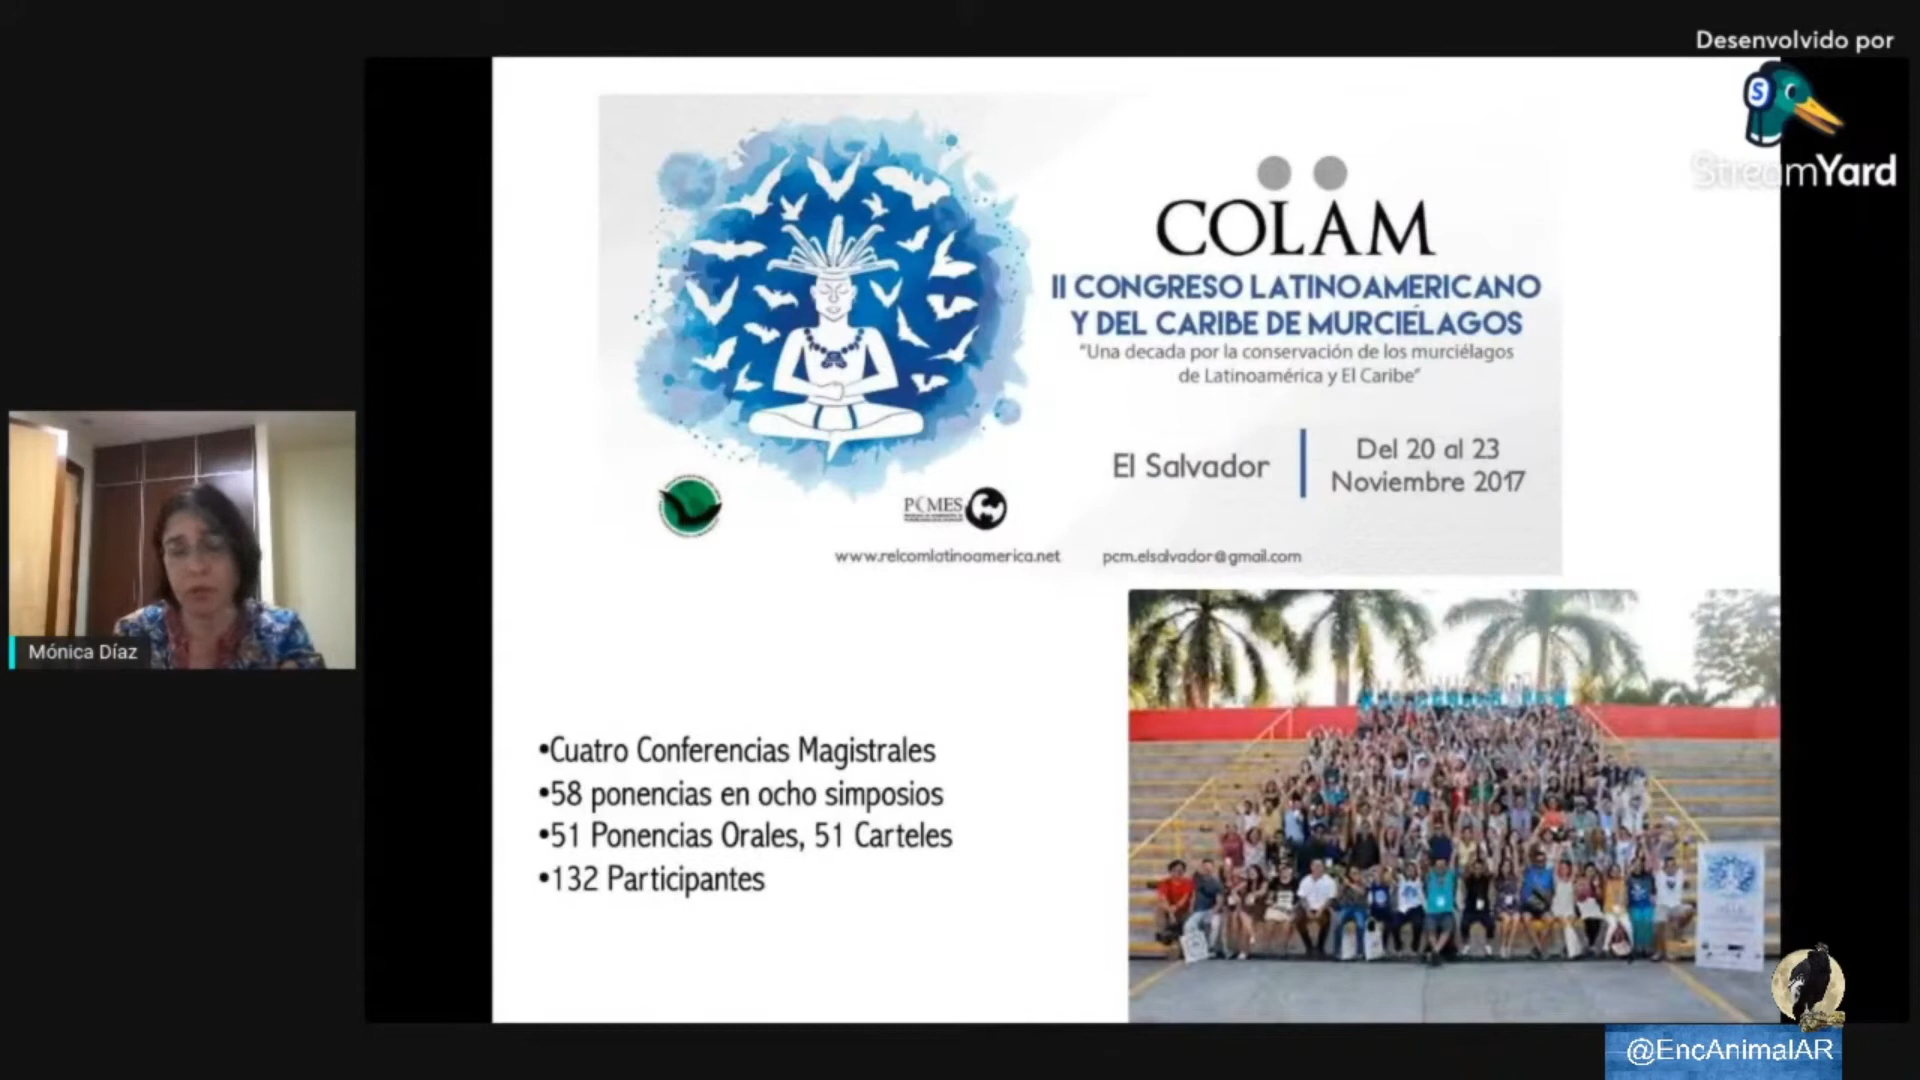 Desenvolvido por
StreamYard
COLAM
II CONGRESO LATINOAMERICANO
Y DEL CARIBE DE MURCIÉLAGOS
“Una decada por la conservación de los murciélagos
de Latinoamérica y El Caribe”
El Salvador
Del 20 al 23
Noviembre 2017
PCMES
www.relcomlatinoamerica.net
pcm.elsalvador@gmail.com
Mónica Díaz
•Cuatro Conferencias Magistrales
•58 ponencias en ocho simposios
•51 Ponencias Orales, 51 Carteles
•132 Participantes
@EncAnimalAR